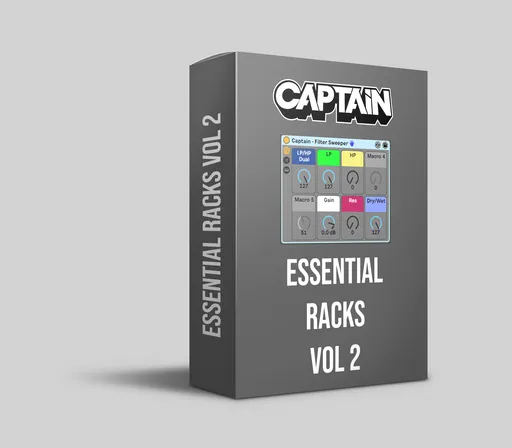 ESSENTIAL RACKS VOL 2
CAPTAIN
Captain - Filter Sweeper
LP/HP Dual
LP
HP
Macro 4
127
127
0
0
Macro 5
Gain
Res
Dry/Wet
51
0.0 dB
0
127
ESSENTIAL
RACKS
VOL 2